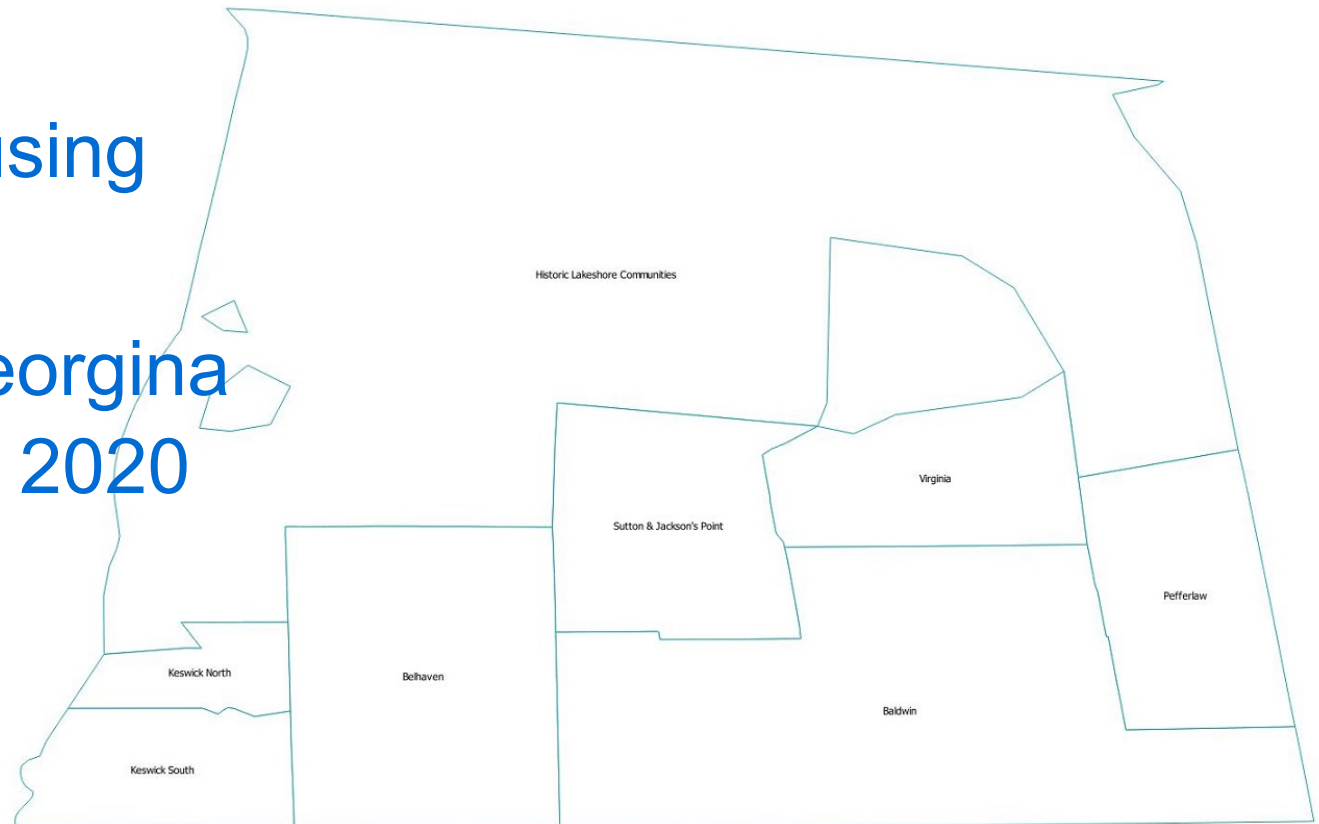 using
eorgina
2020
Historic Lakeshore Communities
Virginia
Sutton & Jackson's Point
Pefferlaw
Keswick North
Belhaven
Baldwin
Keswick South